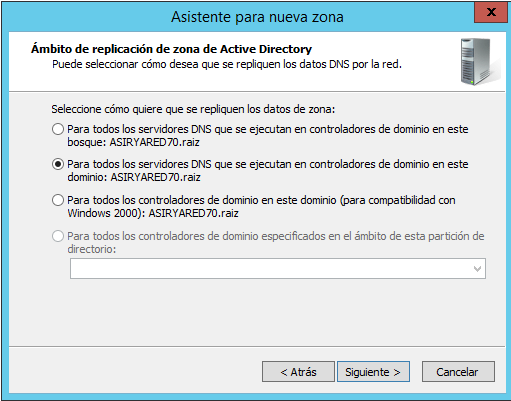 Asistente para nueva zona
x
Ámbito de replicación de zona de Active Directory
Puede seleccionar cómo desea que se repliquen los datos DNS por la red.
Seleccione cómo quiere que se repliquen los datos de zona:
Para todos los servidores DNS que se ejecutan en controladores de dominio en este
bosque: ASIRYARED70.raiz
Para todos los servidores DNS que se ejecutan en controladores de dominio en este
dominio: ASIRYARED70.raiz
Para todos los controladores de dominio en este dominio (para compatibilidad con
Windows 2000): ASIRYARED70.raiz
Para todos los controladores de dominio especificados en el ámbito de esta partición de
directorio:
< Atrás Siguiente > Cancelar